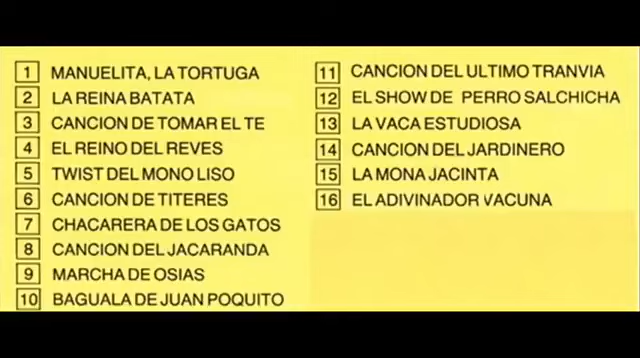 1 MANUELITA, LA TORTUGA
2 LA REINA BATATA
3 CANCION DE TOMAR EL TE
4 EL REINO DEL REVES
5 TWIST DEL MONO LISO
6 CANCION DE TITERES
7 CHACARERA DE LOS GATOS
8 CANCION DEL JACARANDA
9 MARCHA DE OSIAS
10 BAGUALA DE JUAN POQUITO
11 CANCION DEL ULTIMO TRANVIA
12 EL SHOW DE PERRO SALCHICHA
13 LA VACA ESTUDIOSA
14 CANCION DEL JARDINERO
15 LA MONA JACINTA
16 EL ADIVINADOR VACUNA